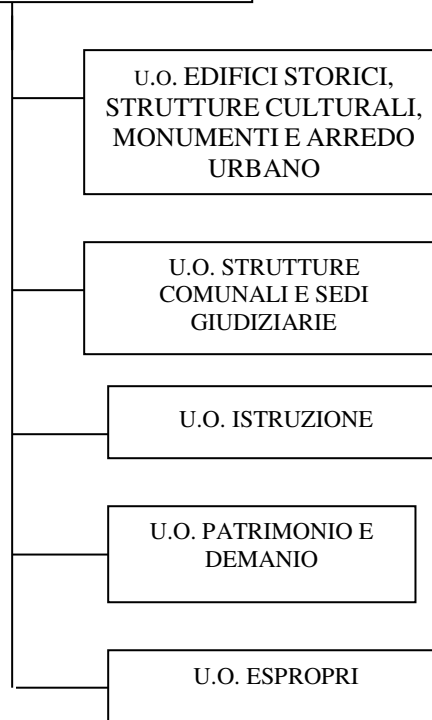 U.O. EDIFICI STORICI,
STRUTTURE CULTURALI,
MONUMENTI E ARREDO
URBANO
U.O. STRUTTURE
COMUNALI E SEDI
GIUDIZIARIE
U.O. ISTRUZIONE
U.O. PATRIMONIO E
DEMANIO
U.O. ESPROPRI